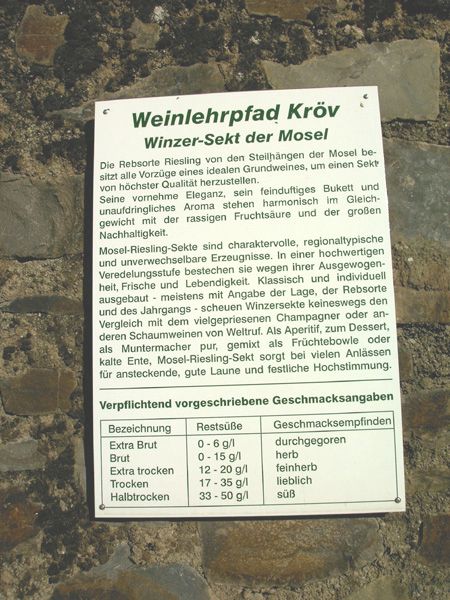 Weinlehrpfad Kröv
Winzer-Sekt der Mosel
Die Rebsorte Riesling von den Steilhängen der Mosel be-
sitzt alle Vorzüge eines idealen Grundweines, um einen Sekt
von höchster Qualität herzustellen.
Seine vornehme Eleganz, sein feinduftiges Bukett und
unaufdringliches Aroma stehen harmonisch im Gleich-
gewicht mit der rassigen Fruchtsäure und der großen
Nachhaltigkeit.
Mosel-Riesling-Sekte sind charaktervolle, regionaltypische
und unverwechselbare Erzeugnisse. In einer hochwertigen
Veredelungsstufe bestechen sie wegen ihrer Ausgewogen-
heit, Frische und Lebendigkeit. Klassisch und individuell
ausgebaut - meistens mit Angabe der Lage, der Rebsorte
und des Jahrgangs - scheuen Winzersekte keineswegs den
Vergleich mit dem vielgepriesenen Champagner oder an-
deren Schaumweinen von Weltruf. Als Aperitif, zum Dessert,
als Muntermacher pur, gemixt als Früchtebowle oder
kalte Ente, Mosel-Riesling-Sekt sorgt bei vielen Anlässen
für ansteckende, gute Laune und festliche Hochstimmung.
Verpflichtend vorgeschriebene Geschmacksangaben
Bezeichnung Restsüße Geschmacksempfinden
Extra Brut 0 - 6 g/l durchgegoren
Brut 0 - 15 g/l herb
Extra trocken 12 - 20 g/l feinherb
Trocken 17 - 35 g/l lieblich
Halbtrocken 33 - 50 g/l süß